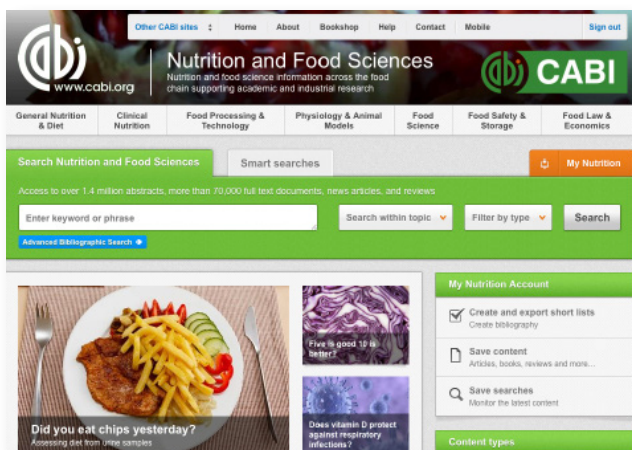 Other CABI sites
Home
About
Bookshop
Help
Contact
Mobile
Sign out
cabi
www.cabi.org
Nutrition and Food Sciences
Nutrition and food science information across the food
chain supporting academic and industrial research
cabi CABI
General Nutrition
& Diet
Clinical
Nutrition
Food Processing &
Technology
Physiology & Animal
Models
Food
Science
Food Safety &
Storage
Food Law &
Economics
Search Nutrition and Food Sciences
Smart searches
My Nutrition
Access to over 1.4 million abstracts, more than 70,000 full text documents, news articles, and reviews
Enter keyword or phrase
Search within topic
Filter by type
Search
Advanced Bibliographic Search
Did you eat chips yesterday?
Assessing diet from urine samples
Five is good 10 is
better?
Does vitamin D protect
against respiratory
infections?
My Nutrition Account
Create and export short lists
Create bibliography
Save content
Articles, books, reviews and more...
Save searches
Monitor the latest content
Content types